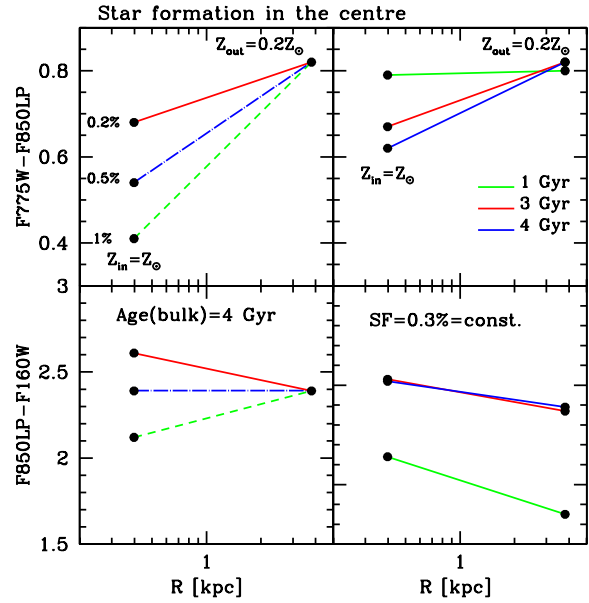 Star formation in the centre
Z_out=0.2Z_⊙
Z_out=0.2Z_⊙
F775W-F850LP
0.8
0.6
0.4
0.2%
-0.5%
1%
Z_in=Z_⊙
Z_in=Z_⊙
1 Gyr
3 Gyr
4 Gyr
F850LP-F160W
3
2.5
2
1.5
Age(bulk)=4 Gyr
SF=0.3%=const.
1
1
R [kpc]
R [kpc]